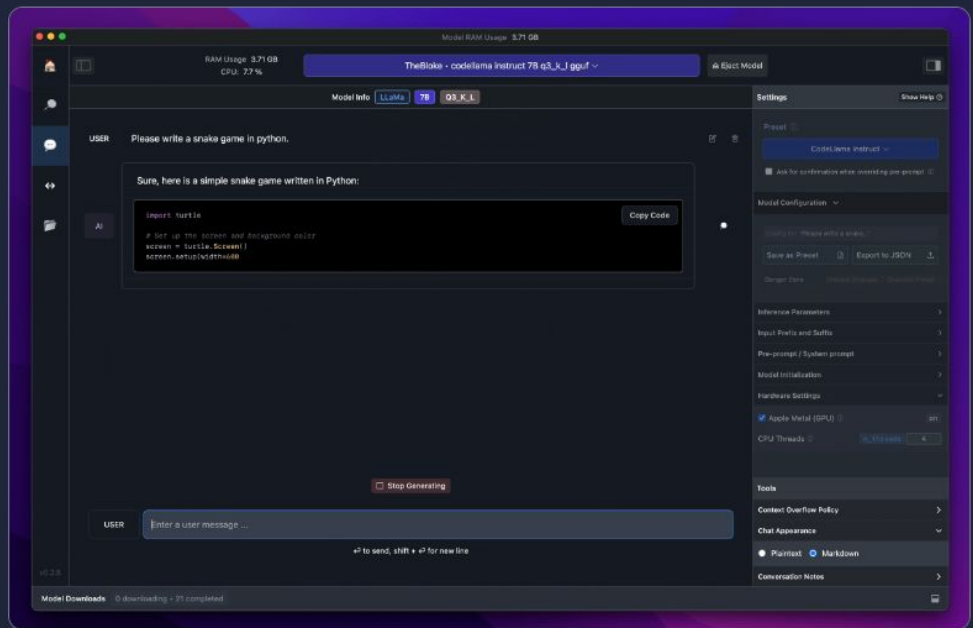 Model RAM Usage 3.71 GB
RAM Usage 3.71 GB
CPU: 7.7 %
TheBloke • codellama instruct 7B q3_k_l gguf
Eject Model
Model Info LLaMa 7B Q3_K_L
Settings
Show Help
Preset
CodeLlama Instruct
Ask for confirmation when overriding pre-prompt
Model Configuration
Save as Preset
Export to JSON
Danger Zone
Inference Parameters
Input Prefix and Suffix
Pre-prompt / System prompt
Model Initialization
Hardware Settings
Apple Metal (GPU)
on
CPU Threads
n_threads
4
Tools
Context Overflow Policy
Chat Appearance
Plaintext
Markdown
Conversation Notes
USER
Please write a snake game in python.
AI
Sure, here is a simple snake game written in Python:
Copy Code
import turtle
# Set up the screen and background color
screen = turtle.Screen()
screen.setup(width=600
Stop Generating
USER
Enter a user message ...
⏎ to send, shift + ⏎ for new line
v0.2.8
Model Downloads
0 downloading • 21 completed